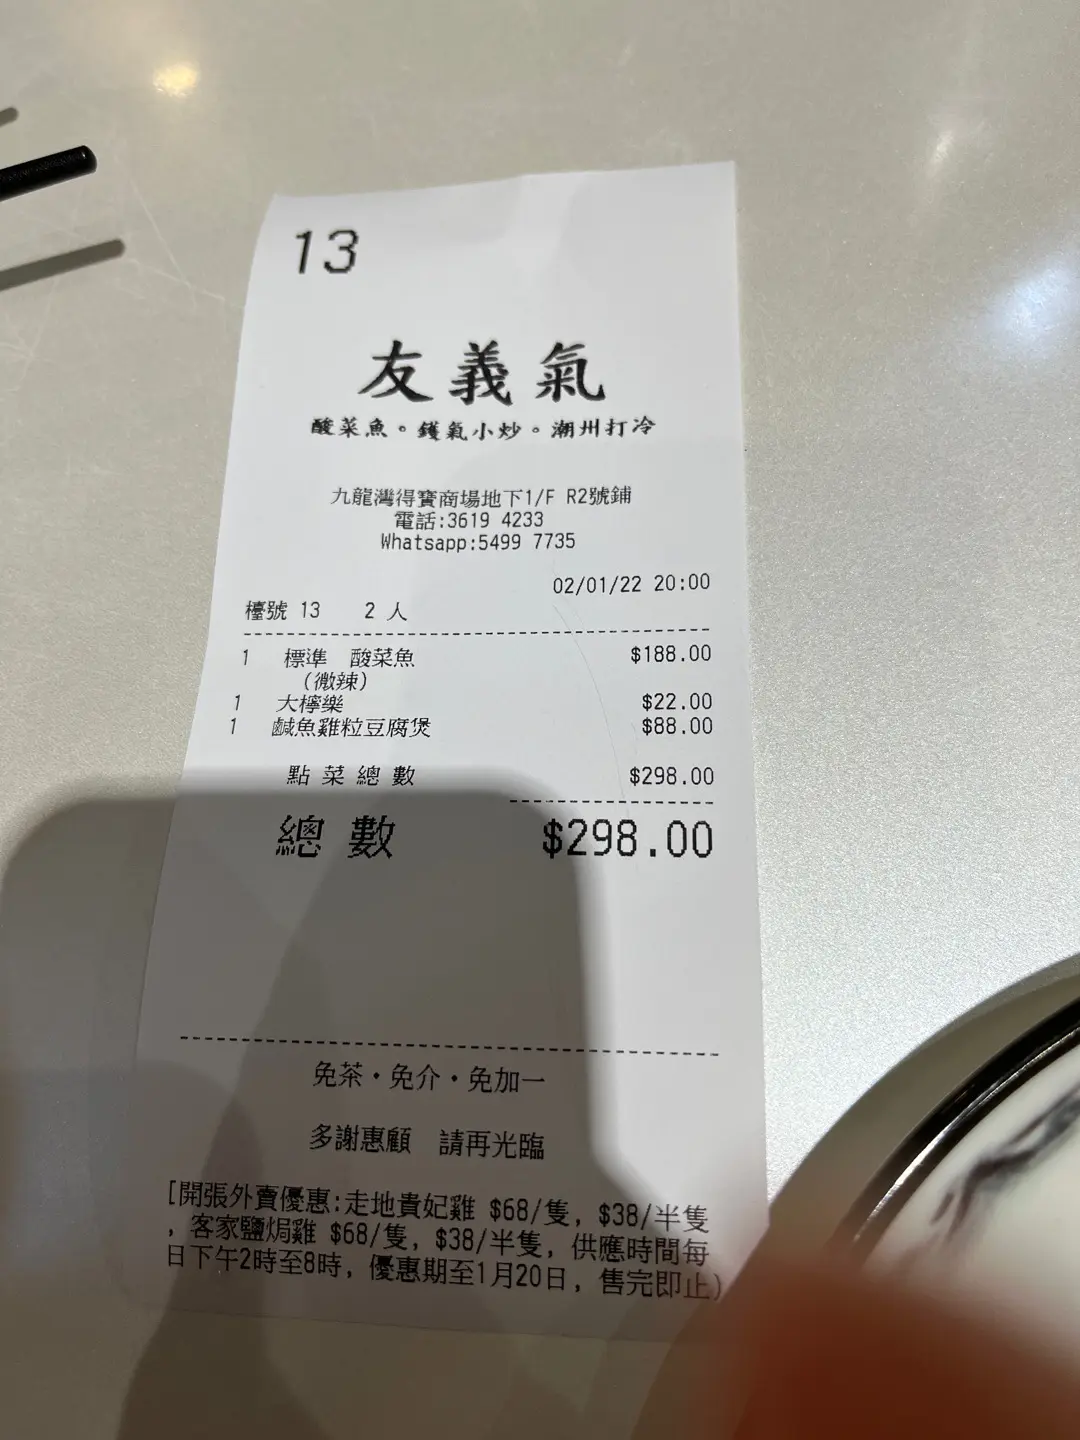 13
友義氣
酸菜魚。鑊氣小炒。潮州打冷
九龍灣得寶商場地下1/F R2號鋪
電話:3619 4233
Whatsapp:5499 7735
02/01/22 20:00
檯號 13 2 人
1 標準 酸菜魚 $188.00
(微辣)
1 大檸樂 $22.00
1 鹹魚雞粒豆腐煲 $88.00
點菜總數 $298.00
總數 $298.00
免茶・免介・免加一
多謝惠顧 請再光臨
[開張外賣優惠:走地貴妃雞 $68/隻, $38/半隻
, 客家鹽焗雞 $68/隻, $38/半隻, 供應時間每
日下午2時至8時, 優惠期至1月20日, 售完即止)